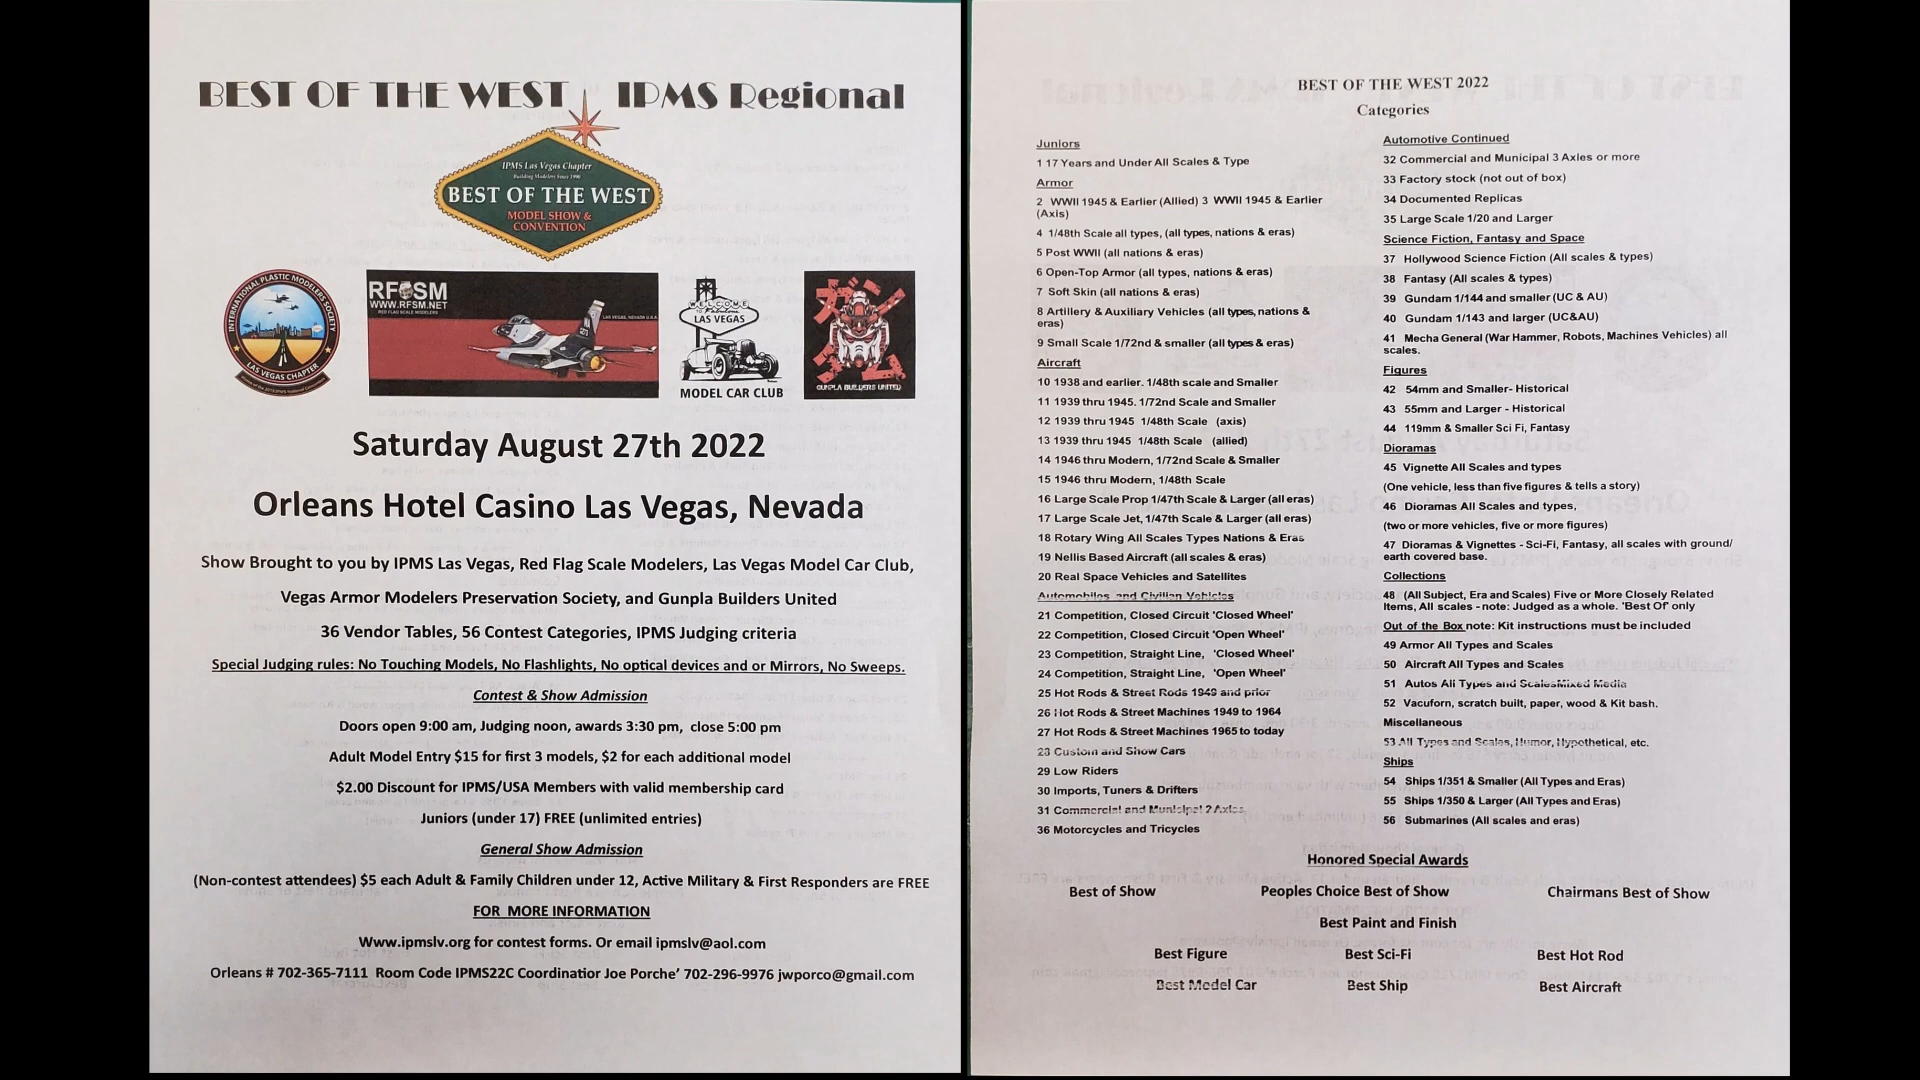 BEST OF THE WEST IPMS Regional
IPMS Las Vegas Chapter
Building Modelers Since 1990
BEST OF THE WEST
MODEL SHOW &
CONVENTION
INTERNATIONAL PLASTIC MODELERS SOCIETY
LAS VEGAS CHAPTER
RFSM
WWW.RFSM.NET
RED FLAG SCALE MODELERS
LAS VEGAS, NEVADA U.S.A
WELCOME
TO Fabulous
LAS VEGAS
MODEL CAR CLUB
ガンプラ
GUNPLA BUILDERS UNITED
Saturday August 27th 2022
Orleans Hotel Casino Las Vegas, Nevada
Show Brought to you by IPMS Las Vegas, Red Flag Scale Modelers, Las Vegas Model Car Club,
Vegas Armor Modelers Preservation Society, and Gunpla Builders United
36 Vendor Tables, 56 Contest Categories, IPMS Judging criteria
Special Judging rules: No Touching Models, No Flashlights, No optical devices and or Mirrors, No Sweeps.
Contest & Show Admission
Doors open 9:00 am, Judging noon, awards 3:30 pm, close 5:00 pm
Adult Model Entry $15 for first 3 models, $2 for each additional model
$2.00 Discount for IPMS/USA Members with valid membership card
Juniors (under 17) FREE (unlimited entries)
General Show Admission
(Non-contest attendees) $5 each Adult & Family Children under 12, Active Military & First Responders are FREE
FOR MORE INFORMATION
Www.ipmslv.org for contest forms. Or email ipmslv@aol.com
Orleans # 702-365-7111 Room Code IPMS22C Coordinatior Joe Porche’ 702-296-9976 jwporco@gmail.com
BEST OF THE WEST 2022
Categories
Juniors
1 17 Years and Under All Scales & Type
Armor
2 WWII 1945 & Earlier (Allied) 3 WWII 1945 & Earlier
(Axis)
4 1/48th Scale all types, (all types, nations & eras)
5 Post WWII (all nations & eras)
6 Open-Top Armor (all types, nations & eras)
7 Soft Skin (all nations & eras)
8 Artillery & Auxiliary Vehicles (all types, nations &
eras)
9 Small Scale 1/72nd & smaller (all types & eras)
Aircraft
10 1938 and earlier. 1/48th scale and Smaller
11 1939 thru 1945. 1/72nd Scale and Smaller
12 1939 thru 1945 1/48th Scale (axis)
13 1939 thru 1945 1/48th Scale (allied)
14 1946 thru Modern, 1/72nd Scale & Smaller
15 1946 thru Modern, 1/48th Scale
16 Large Scale Prop 1/47th Scale & Larger (all eras)
17 Large Scale Jet, 1/47th Scale & Larger (all eras)
18 Rotary Wing All Scales Types Nations & Eras
19 Nellis Based Aircraft (all scales & eras)
20 Real Space Vehicles and Satellites
Automobiles and Civilian Vehicles
21 Competition, Closed Circuit 'Closed Wheel'
22 Competition, Closed Circuit 'Open Wheel'
23 Competition, Straight Line, 'Closed Wheel'
24 Competition, Straight Line, 'Open Wheel'
25 Hot Rods & Street Rods 1949 and prior
26 Hot Rods & Street Machines 1949 to 1964
27 Hot Rods & Street Machines 1965 to today
28 Custom and Show Cars
29 Low Riders
30 Imports, Tuners & Drifters
31 Commercial and Municipal 2 Axles
36 Motorcycles and Tricycles
Automotive Continued
32 Commercial and Municipal 3 Axles or more
33 Factory stock (not out of box)
34 Documented Replicas
35 Large Scale 1/20 and Larger
Science Fiction, Fantasy and Space
37 Hollywood Science Fiction (All scales & types)
38 Fantasy (All scales & types)
39 Gundam 1/144 and smaller (UC & AU)
40 Gundam 1/143 and larger (UC&AU)
41 Mecha General (War Hammer, Robots, Machines Vehicles) all
scales.
Figures
42 54mm and Smaller- Historical
43 55mm and Larger - Historical
44 119mm & Smaller Sci Fi, Fantasy
Dioramas
45 Vignette All Scales and types
(One vehicle, less than five figures & tells a story)
46 Dioramas All Scales and types,
(two or more vehicles, five or more figures)
47 Dioramas & Vignettes - Sci-Fi, Fantasy, all scales with ground/
earth covered base.
Collections
48 (All Subject, Era and Scales) Five or More Closely Related
Items, All scales - note: Judged as a whole. 'Best Of' only
Out of the Box note: Kit instructions must be included
49 Armor All Types and Scales
50 Aircraft All Types and Scales
51 Autos All Types and ScalesMixed Media
52 Vacuforn, scratch built, paper, wood & Kit bash.
Miscellaneous
53 All Types and Scales, Humor, Hypothetical, etc.
Ships
54 Ships 1/351 & Smaller (All Types and Eras)
55 Ships 1/350 & Larger (All Types and Eras)
56 Submarines (All scales and eras)
Honored Special Awards
Best of Show Peoples Choice Best of Show Chairmans Best of Show
Best Paint and Finish
Best Figure Best Sci-Fi Best Hot Rod
Best Model Car Best Ship Best Aircraft